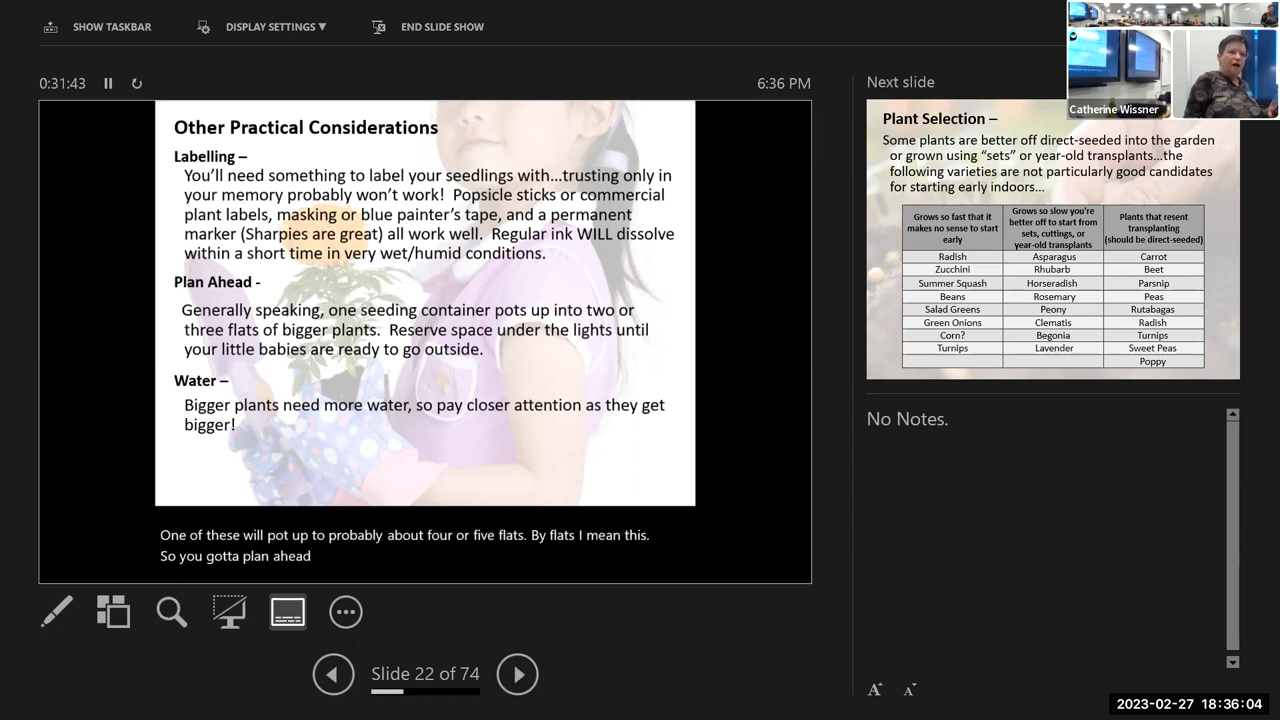 SHOW TASKBAR
DISPLAY SETTINGS ▼
END SLIDE SHOW
0:31:43
6:36 PM
Other Practical Considerations
Labelling –
You’ll need something to label your seedlings with...trusting only in
your memory probably won’t work!  Popsicle sticks or commercial
plant labels, masking or blue painter’s tape, and a permanent
marker (Sharpies are great) all work well.  Regular ink WILL dissolve
within a short time in very wet/humid conditions.
Plan Ahead -
Generally speaking, one seeding container pots up into two or
three flats of bigger plants.  Reserve space under the lights until
your little babies are ready to go outside.
Water –
Bigger plants need more water, so pay closer attention as they get
bigger!
One of these will pot up to probably about four or five flats. By flats I mean this.
So you gotta plan ahead
Slide 22 of 74
Next slide
Catherine Wissner
Plant Selection –
Some plants are better off direct-seeded into the garden
or grown using “sets” or year-old transplants...the
following varieties are not particularly good candidates
for starting early indoors...
Grows so fast that it
makes no sense to start
early
Grows so slow you’re
better off to start from
sets, cuttings, or
year-old transplants
Plants that resent
transplanting
(should be direct-seeded)
Radish Asparagus Carrot
Zucchini Rhubarb Beet
Summer Squash Horseradish Parsnip
Beans Rosemary Peas
Salad Greens Peony Rutabagas
Green Onions Clematis Radish
Corn? Begonia Turnips
Turnips Lavender Sweet Peas
Poppy
No Notes.
A A
2023-02-27 18:36:04